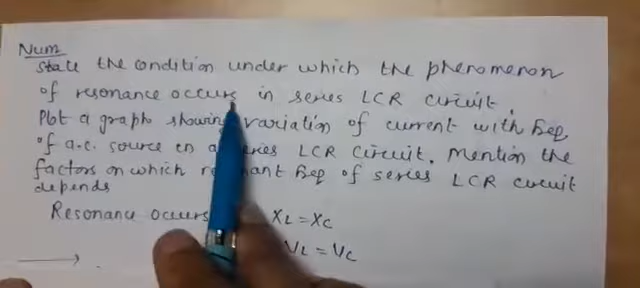 Num
State the condition under which the phenomenon
of resonance occurs in series LCR circuit.
Plot a graph showing variation of current with freq.
of a.c. source in a series LCR circuit. Mention the
factors on which freq of series LCR circuit
depends
Resonance occurs XL = XC
VL = VC